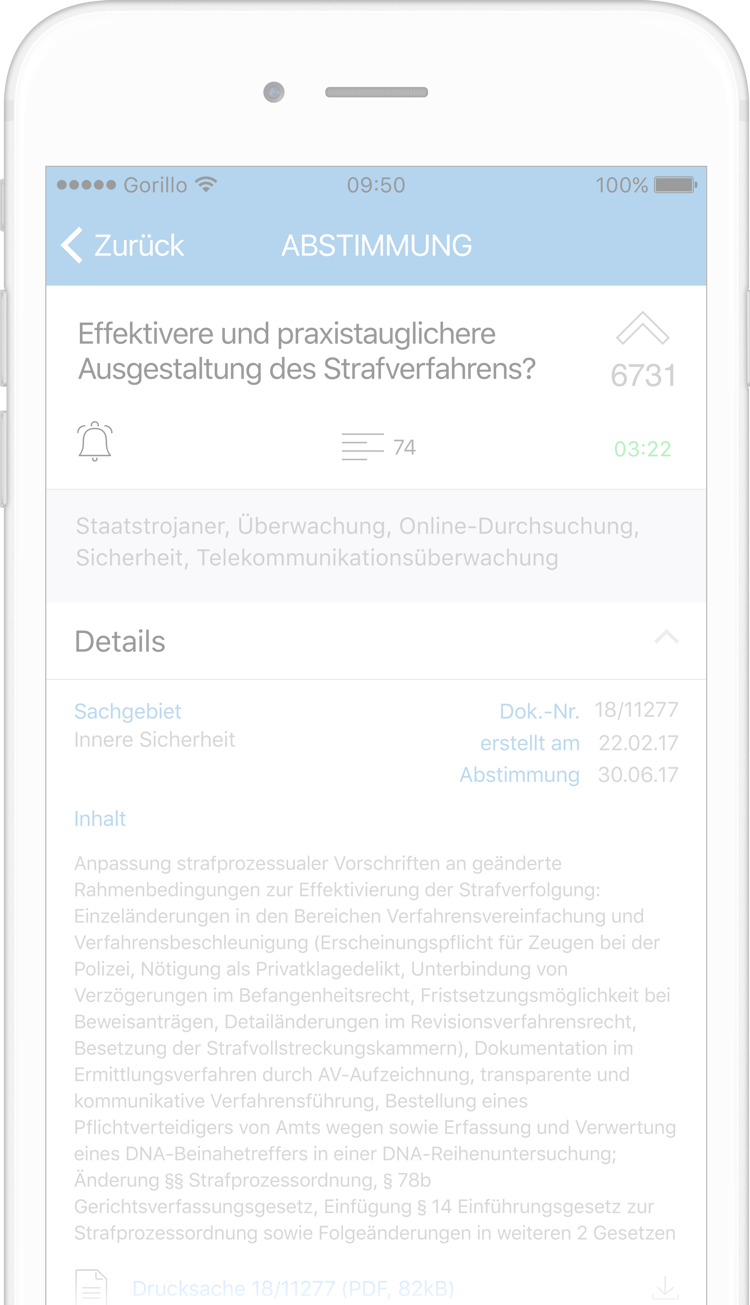 Gorillo 09:50 100%
Zurück ABSTIMMUNG
Effektivere und praxistauglichere
Ausgestaltung des Strafverfahrens?
6731
74 03:22
Staatstrojaner, Überwachung, Online-Durchsuchung,
Sicherheit, Telekommunikationsüberwachung
Details
Sachgebiet Dok.-Nr. 18/11277
Innere Sicherheit erstellt am 22.02.17
Abstimmung 30.06.17
Inhalt
Anpassung strafprozessualer Vorschriften an geänderte
Rahmenbedingungen zur Effektivierung der Strafverfolgung:
Einzeländerungen in den Bereichen Verfahrensvereinfachung und
Verfahrensbeschleunigung (Erscheinungspflicht für Zeugen bei der
Polizei, Nötigung als Privatklagedelikt, Unterbindung von
Verzögerungen im Befangenheitsrecht, Fristsetzungsmöglichkeit bei
Beweisanträgen, Detailänderungen im Revisionsverfahrensrecht,
Besetzung der Strafvollstreckungskammern), Dokumentation im
Ermittlungsverfahren durch AV-Aufzeichnung, transparente und
kommunikative Verfahrensführung, Bestellung eines
Pflichtverteidigers von Amts wegen sowie Erfassung und Verwertung
eines DNA-Beinahetreffers in einer DNA-Reihenuntersuchung;
Änderung §§ Strafprozessordnung, § 78b
Gerichtsverfassungsgesetz, Einfügung § 14 Einführungsgesetz zur
Strafprozessordnung sowie Folgeänderungen in weiteren 2 Gesetzen
Drucksache 18/11277 (PDF, 82kB)